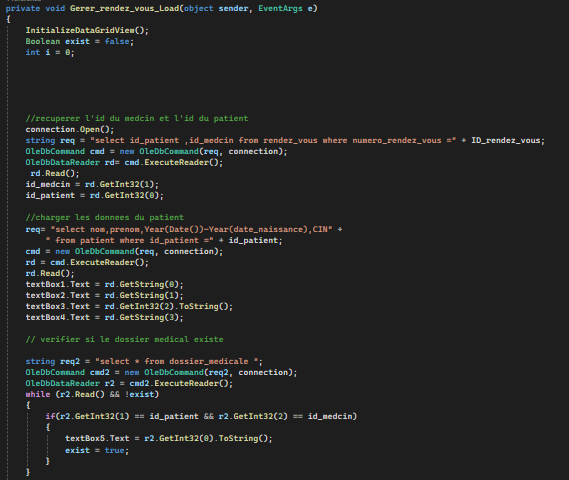 private void Gerer_rendez_vous_Load(object sender, EventArgs e)
{
InitializeDataGridView();
Boolean exist = false;
int i = 0;
//recuperer l'id du medcin et l'id du patient
connection.Open();
string req = "select id_patient ,id_medcin from rendez_vous where numero_rendez_vous =" + ID_rendez_vous;
OleDbCommand cmd = new OleDbCommand(req, connection);
OleDbDataReader rd= cmd.ExecuteReader();
rd.Read();
id_medcin = rd.GetInt32(1);
id_patient = rd.GetInt32(0);
//charger les donnees du patient
req= "select nom,prenom,Year(Date())-Year(date_naissance),CIN" +
" from patient where id_patient =" + id_patient;
cmd = new OleDbCommand(req, connection);
rd = cmd.ExecuteReader();
rd.Read();
textBox1.Text = rd.GetString(0);
textBox2.Text = rd.GetString(1);
textBox3.Text = rd.GetInt32(2).ToString();
textBox4.Text = rd.GetString(3);
// verifier si le dossier medical existe
string req2 = "select * from dossier_medicale ";
OleDbCommand cmd2 = new OleDbCommand(req2, connection);
OleDbDataReader r2 = cmd2.ExecuteReader();
while (r2.Read() && !exist)
{
if(r2.GetInt32(1) == id_patient && r2.GetInt32(2) == id_medcin)
{
textBox5.Text = r2.GetInt32(0).ToString();
exist = true;
}
}